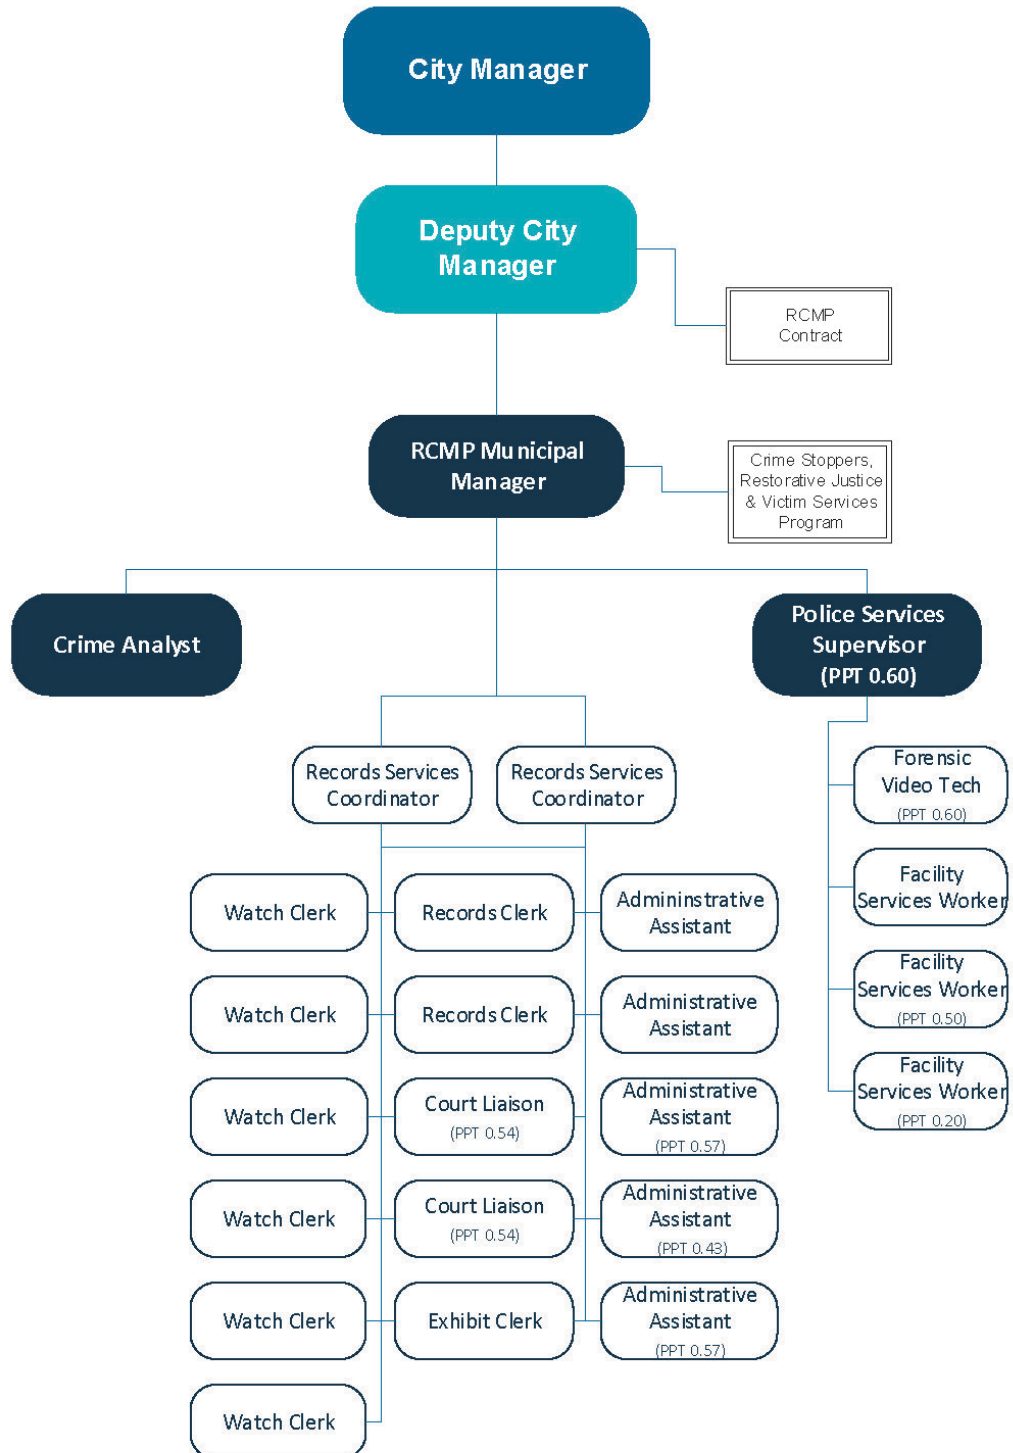 City Manager
Deputy City
Manager
RCMP
Contract
RCMP Municipal
Manager
Crime Stoppers,
Restorative Justice
& Victim Services
Program
Crime Analyst
Police Services
Supervisor
(PPT 0.60)
Records Services
Coordinator
Records Services
Coordinator
Forensic
Video Tech
(PPT 0.60)
Facility
Services Worker
Facility
Services Worker
(PPT 0.50)
Facility
Services Worker
(PPT 0.20)
Watch Clerk
Records Clerk
Admininstrative
Assistant
Watch Clerk
Records Clerk
Administrative
Assistant
Watch Clerk
Court Liaison
(PPT 0.54)
Administrative
Assistant
(PPT 0.57)
Watch Clerk
Court Liaison
(PPT 0.54)
Administrative
Assistant
(PPT 0.43)
Watch Clerk
Exhibit Clerk
Administrative
Assistant
(PPT 0.57)
Watch Clerk